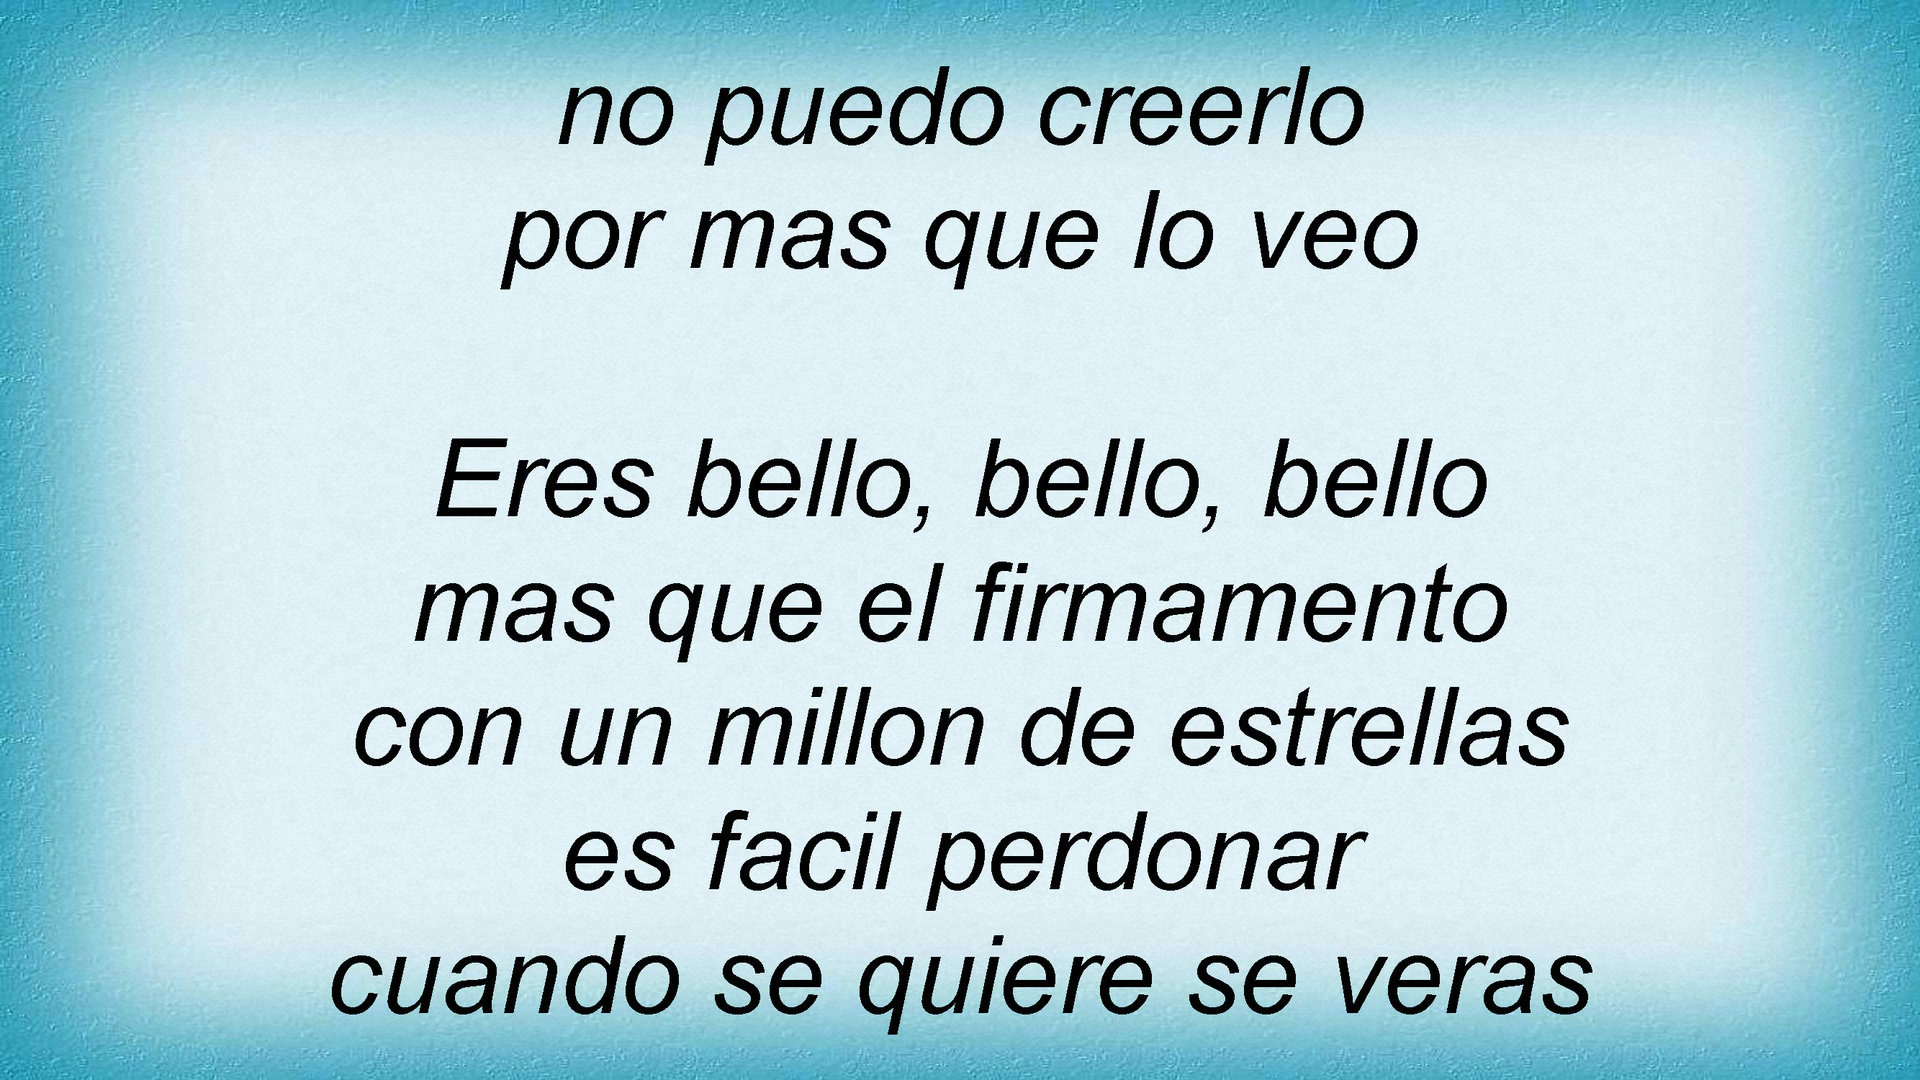 no puedo creerlo
por mas que lo veo
Eres bello, bello, bello
mas que el firmamento
con un millon de estrellas
es facil perdonar
cuando se quiere se veras